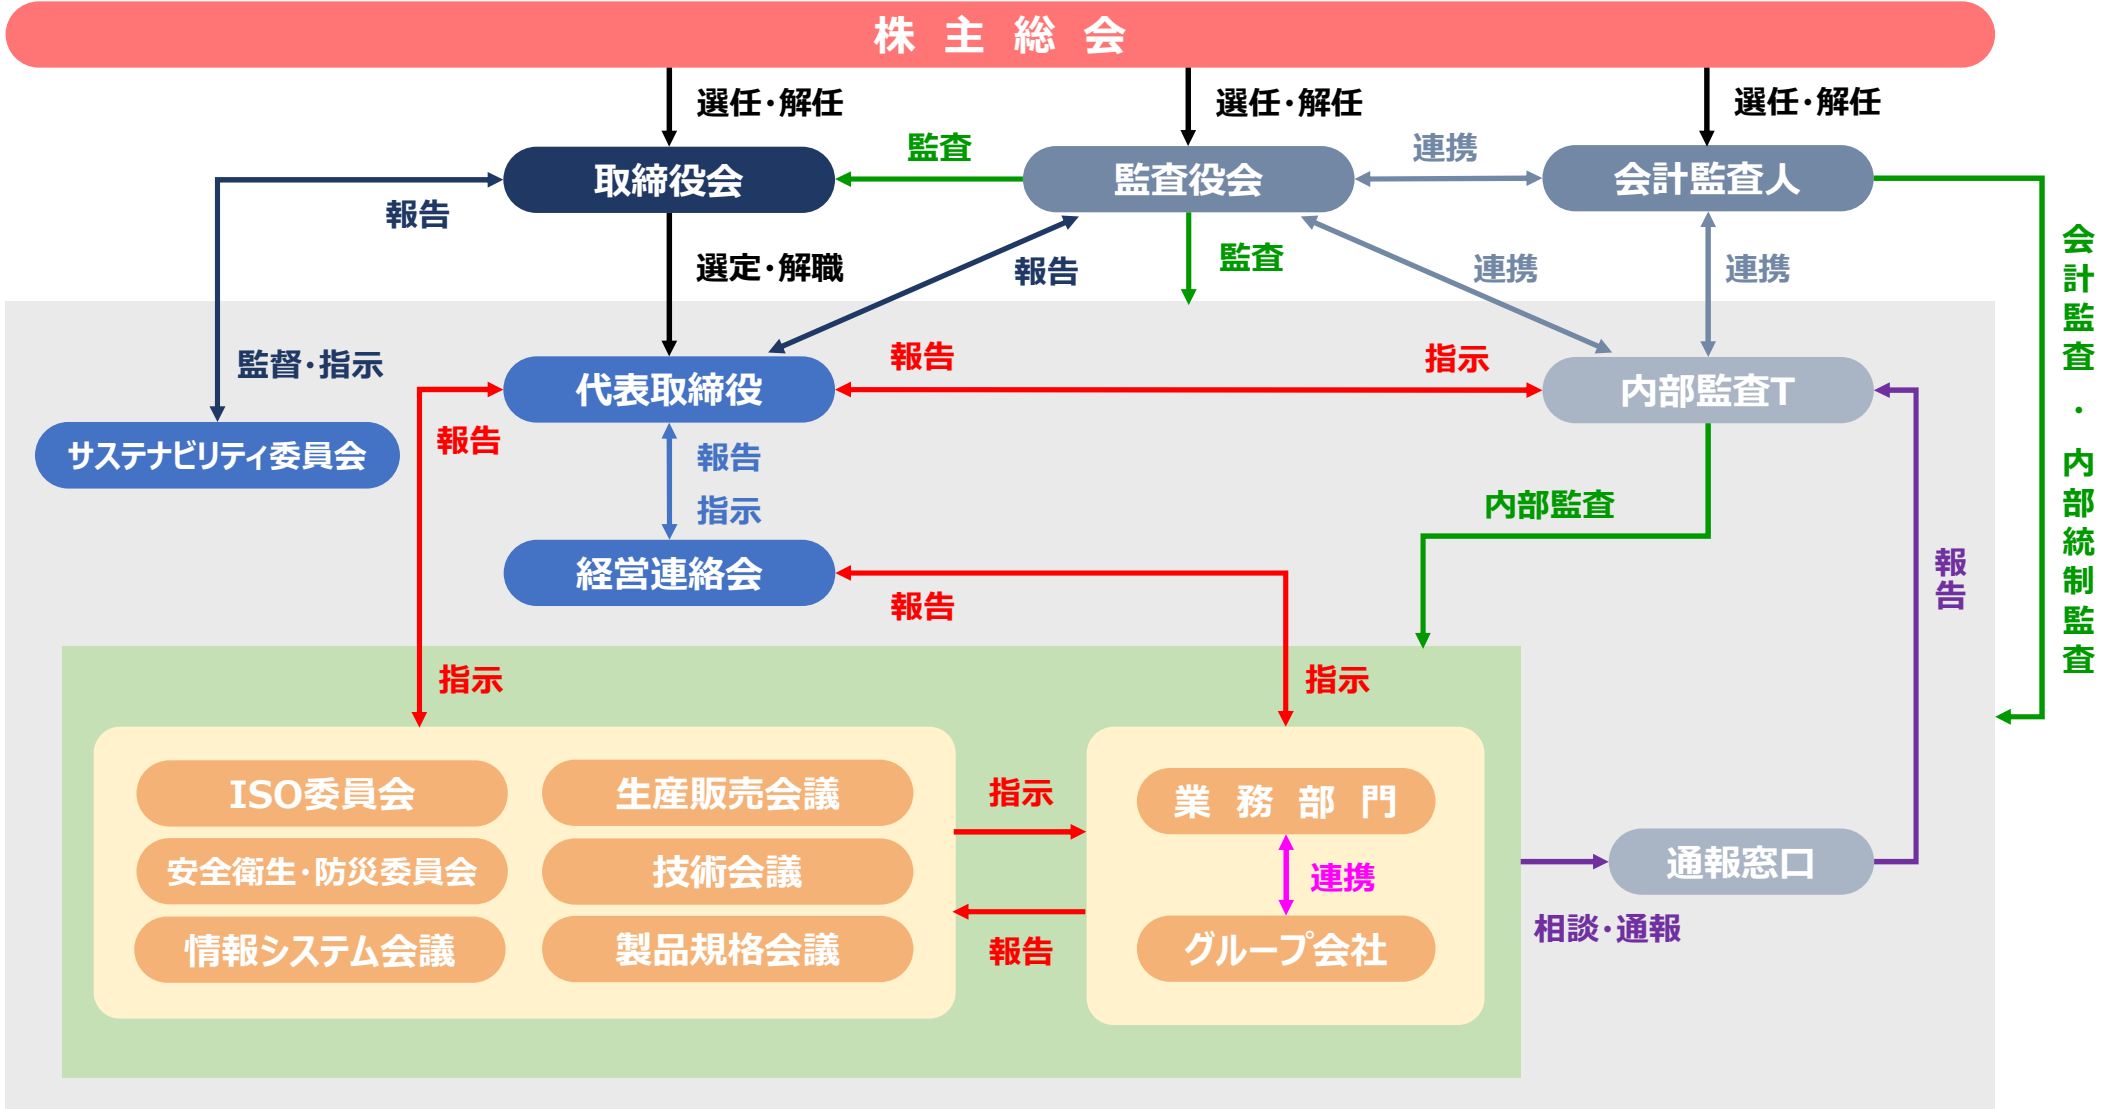 株 主 総 会
選任・解任
選任・解任
選任・解任
監査
連携
取締役会
監査役会
会計監査人
報告
選定・解職
報告
監査
連携
連携
会計監査・内部統制監査
監督・指示
報告
指示
代表取締役
内部監査T
報告
サステナビリティ委員会
報告
指示
内部監査
経営連絡会
報告
報告
指示
指示
ISO委員会
生産販売会議
指示
業 務 部 門
安全衛生・防災委員会
技術会議
連携
通報窓口
情報システム会議
製品規格会議
報告
グループ会社
相談・通報